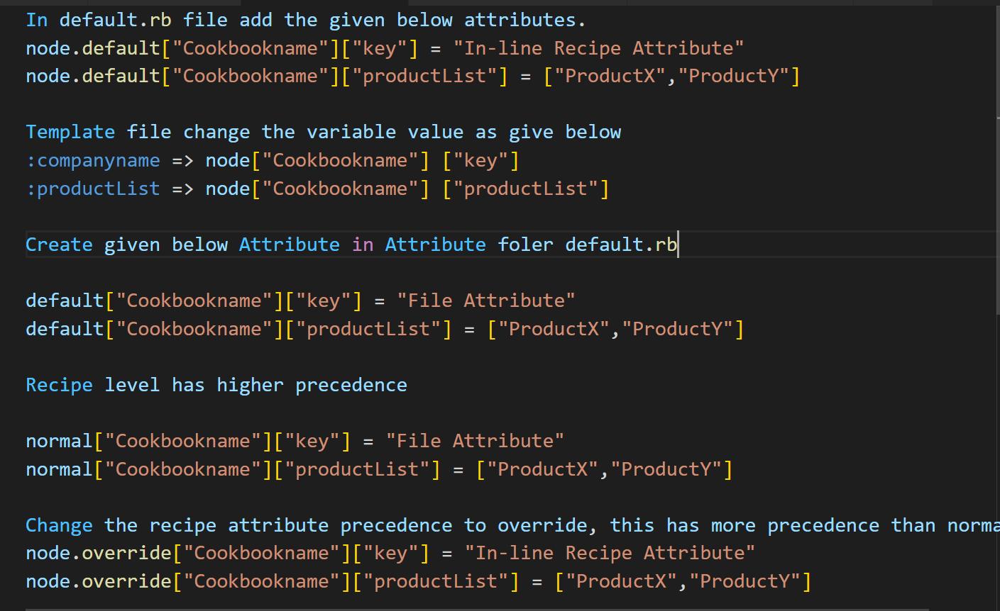 In default.rb file add the given below attributes.
node.default["Cookbookname"]["key"] = "In-line Recipe Attribute"
node.default["Cookbookname"]["productList"] = ["ProductX","ProductY"]
Template file change the variable value as give below
:companyname => node["Cookbookname"] ["key"]
:productList => node["Cookbookname"] ["productList"]
Create given below Attribute in Attribute foler default.rb
default["Cookbookname"]["key"] = "File Attribute"
default["Cookbookname"]["productList"] = ["ProductX","ProductY"]
Recipe level has higher precedence
normal["Cookbookname"]["key"] = "File Attribute"
normal["Cookbookname"]["productList"] = ["ProductX","ProductY"]
Change the recipe attribute precedence to override, this has more precedence than norma
node.override["Cookbookname"]["key"] = "In-line Recipe Attribute"
node.override["Cookbookname"]["productList"] = ["ProductX","ProductY"]